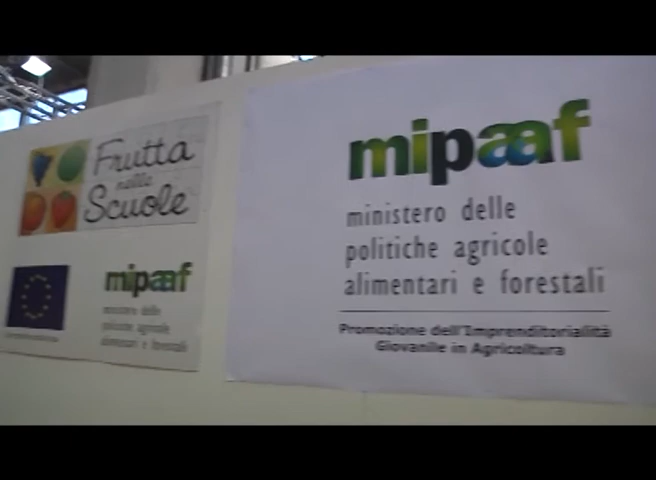 Frutta
nelle
Scuole
mipaaf
ministero delle
politiche agricole
alimentari e forestali
mipaaf
ministero delle
politiche agricole
alimentari e forestali
Promozione dell'Imprenditorialità
Giovanile in Agricoltura